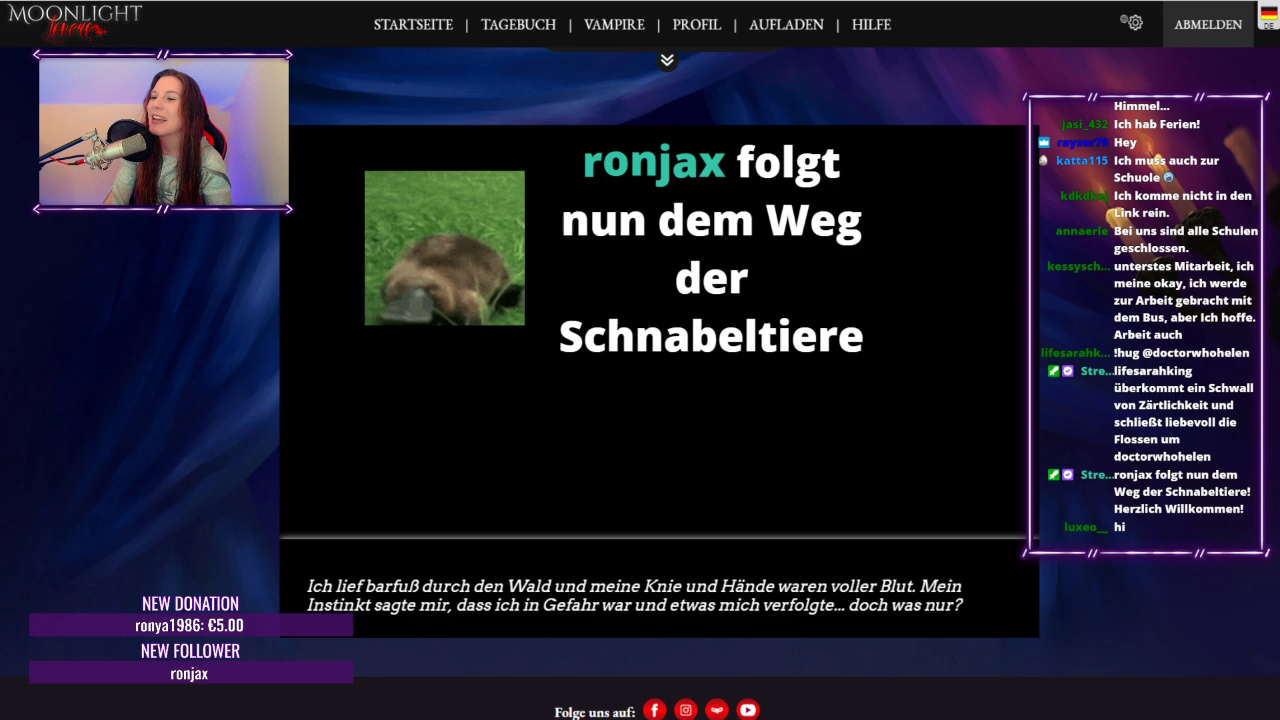 MOONLIGHT
Lovers
STARTSEITE | TAGEBUCH | VAMPIRE | PROFIL | AUFLADEN | HILFE
ABMELDEN
DE
ronjax folgt
nun dem Weg
der
Schnabeltiere
Himmel...
jasi_432 Ich hab Ferien!
rayser79 Hey
katta115 Ich muss auch zur
Schuole
Ich komme nicht in den
Link rein.
annaerle Bei uns sind alle Schulen
geschlossen.
kessysch... unterstes Mitarbeit, ich
meine okay, ich werde
zur Arbeit gebracht mit
dem Bus, aber Ich hoffe.
Arbeit auch
lifesarahk... !hug @doctorwhohelen
Stre... lifesarahking
überkommt ein Schwall
von Zärtlichkeit und
schließt liebevoll die
Flossen um
doctorwhohelen
Stre... ronjax folgt nun dem
Weg der Schnabeltiere!
Herzlich Willkommen!
luxeo__ hi
Ich lief barfuß durch den Wald und meine Knie und Hände waren voller Blut. Mein
Instinkt sagte mir, dass ich in Gefahr war und etwas mich verfolgte... doch was nur?
NEW DONATION
ronya1986: €5.00
NEW FOLLOWER
ronjax
Folge uns auf: